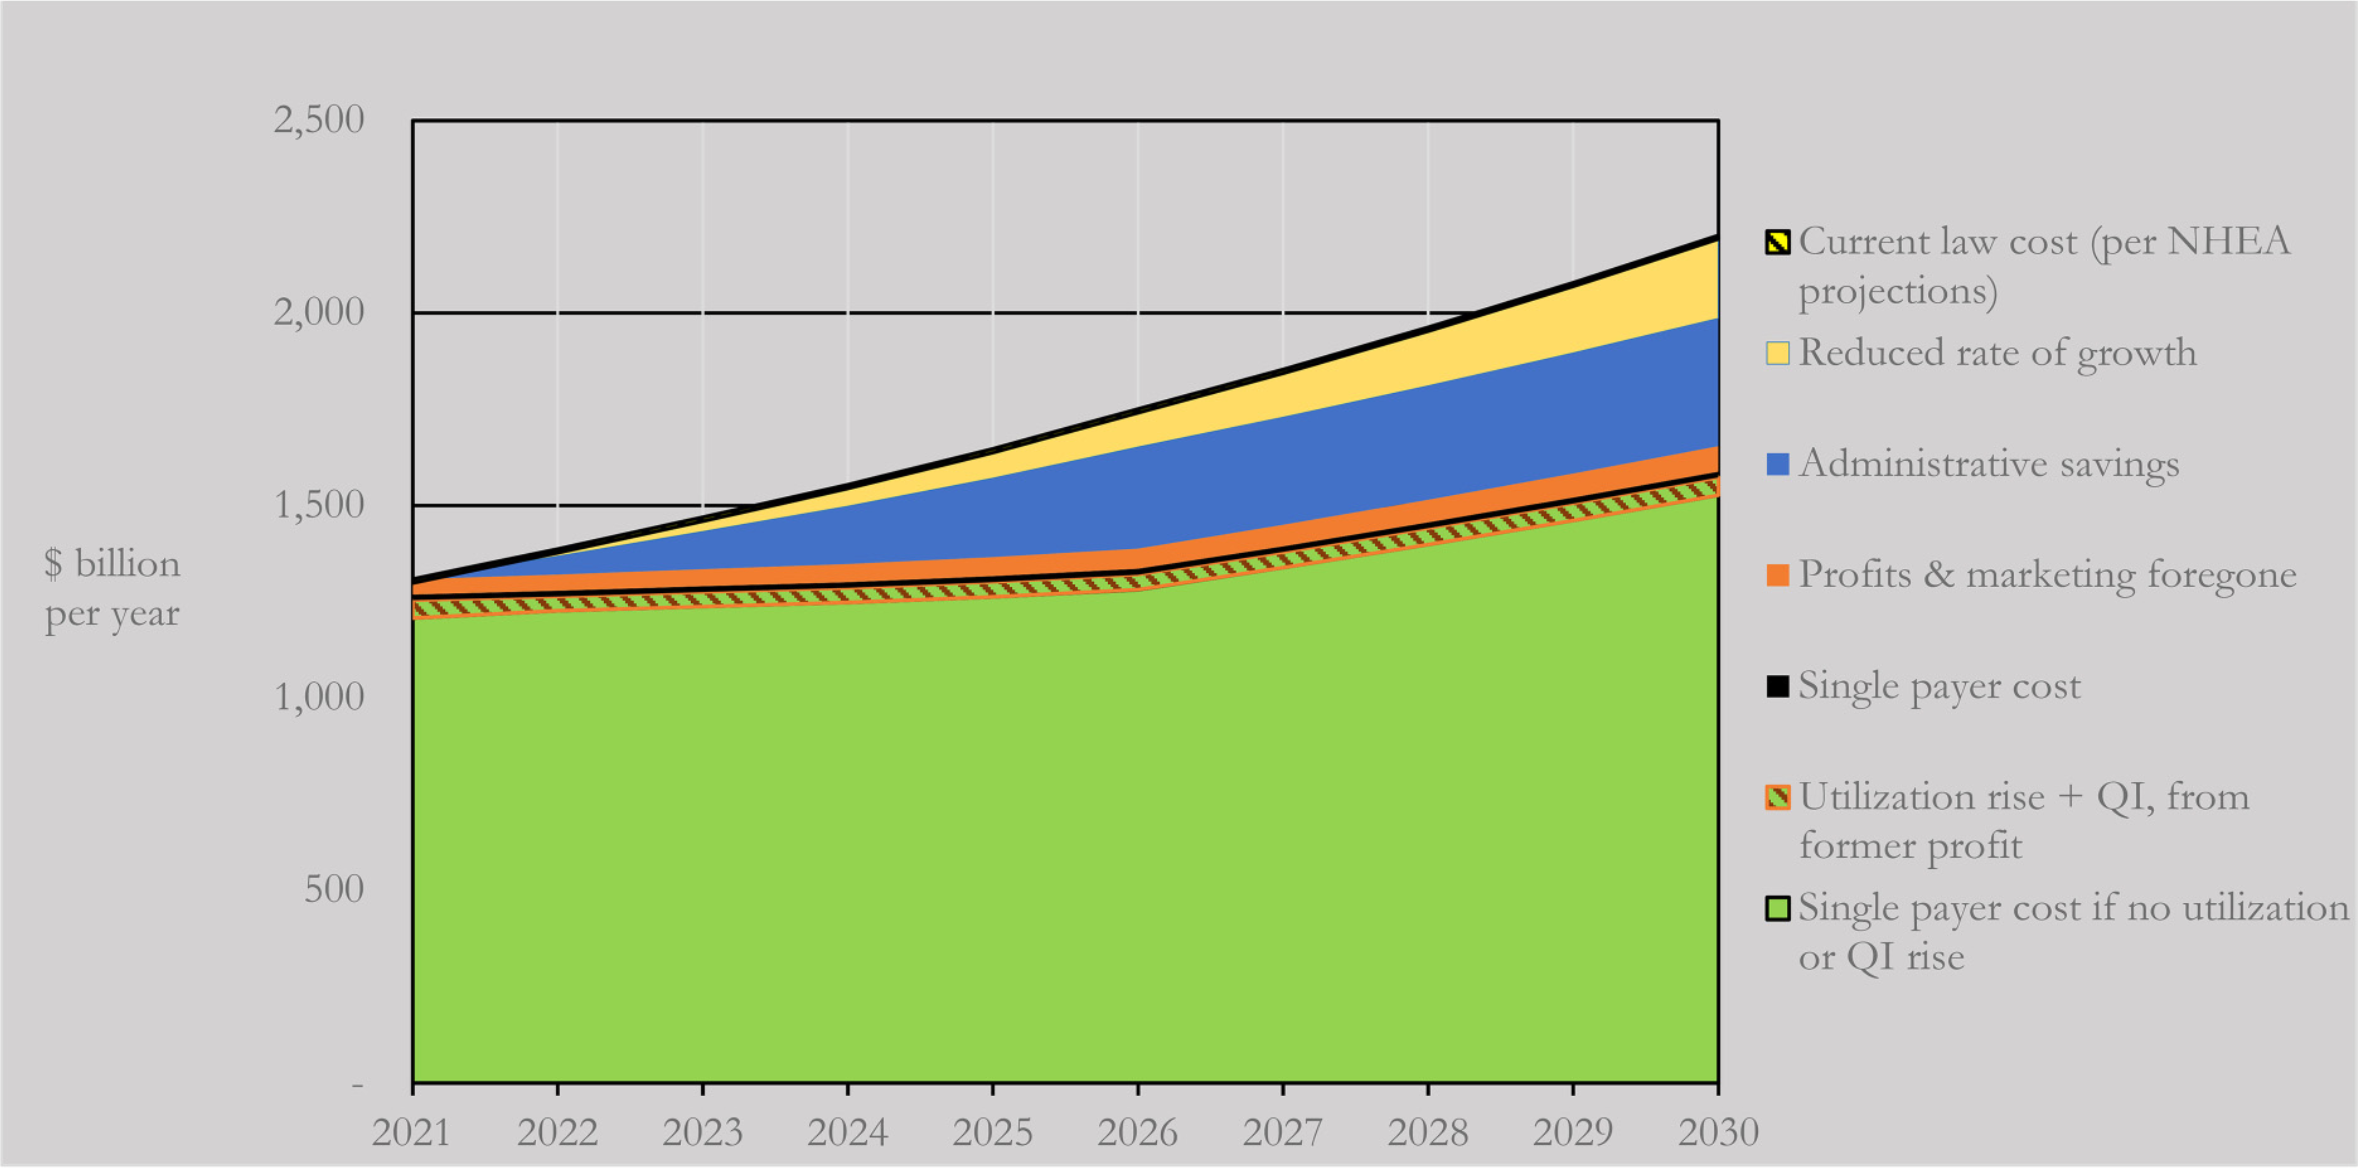 2,500
2,000
1,500
1,000
500
-
$ billion
per year
2021 2022 2023 2024 2025 2026 2027 2028 2029 2030
Current law cost (per NHEA
projections)
Reduced rate of growth
Administrative savings
Profits & marketing foregone
Single payer cost
Utilization rise + QI, from
former profit
Single payer cost if no utilization
or QI rise